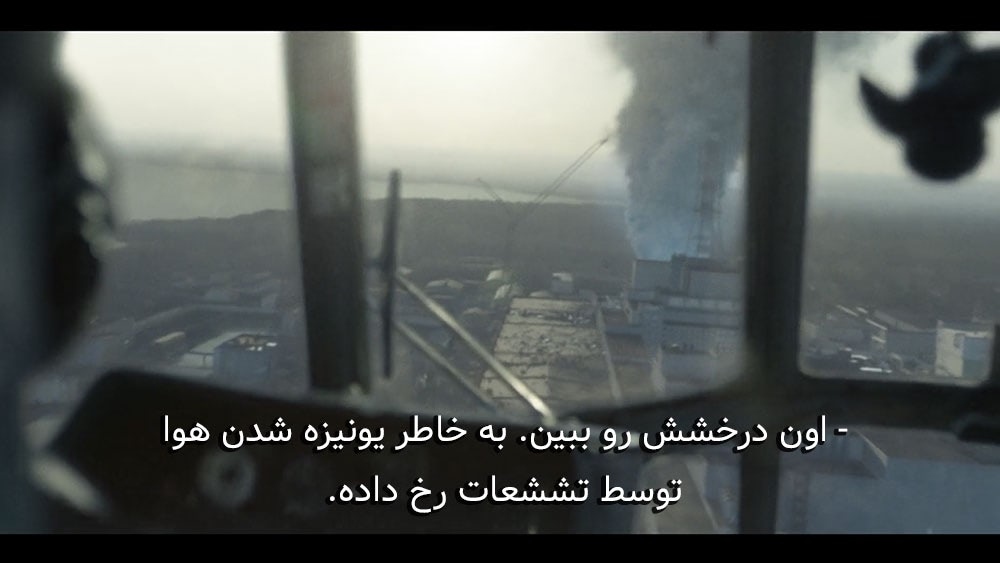 - اون درخشش رو ببین. به خاطر یونیزه شدن هوا
توسط تششعات رخ داده.